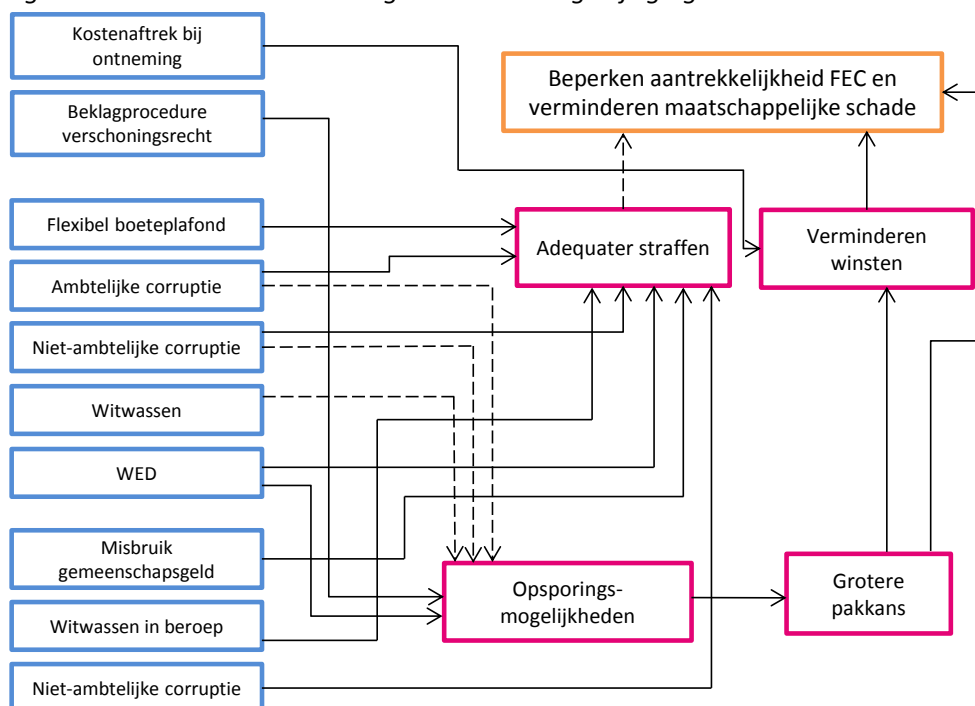 Kostenaftrek bij
ontneming
Beklagprocedure
verschoningsrecht
Flexibel boeteplafond
Ambtelijke corruptie
Niet-ambtelijke corruptie
Witwassen
WED
Misbruik
gemeenschapsgeld
Witwassen in beroep
Niet-ambtelijke corruptie
Beperken aantrekkelijkheid FEC en
verminderen maatschappelijke schade
Adequater straffen
Verminderen
winsten
Opsporings-
mogelijkheden
Grotere
pakkans